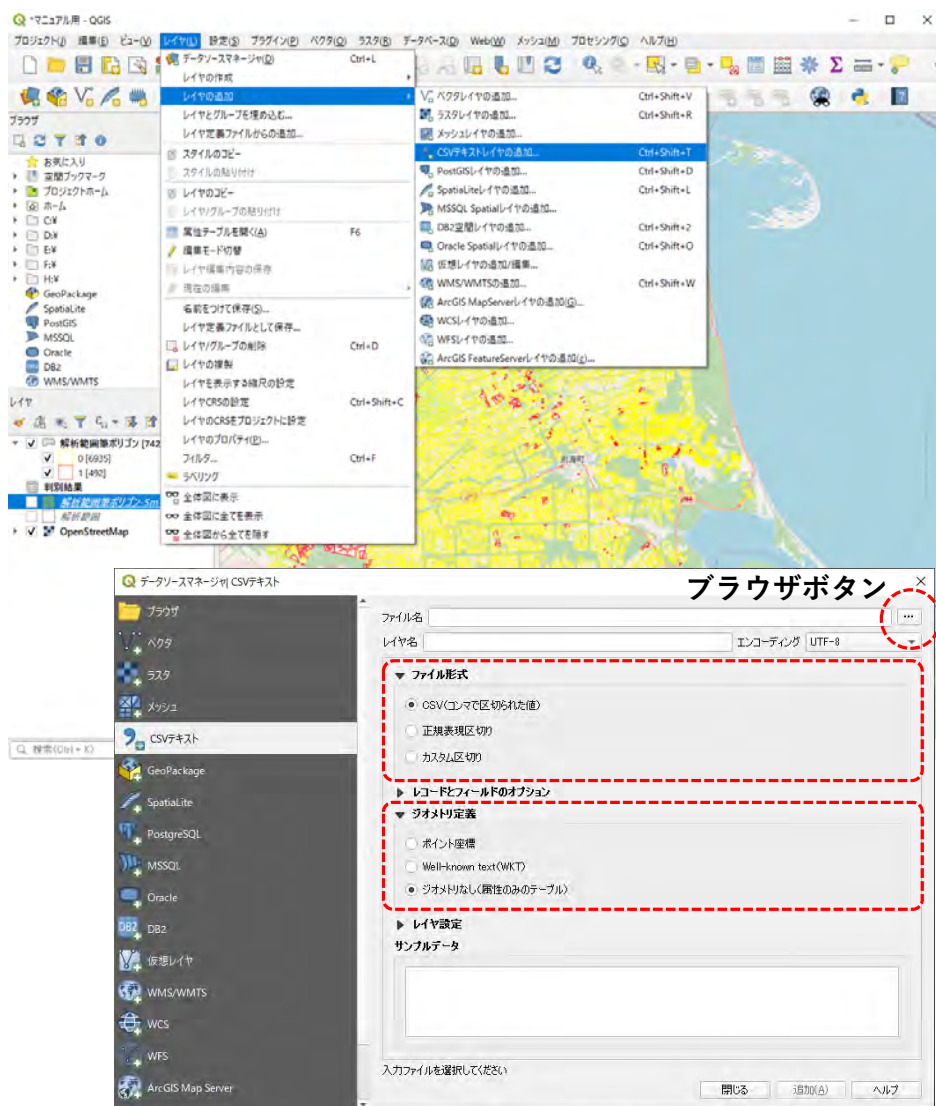 *マニュアル用 - QGIS
プロジェクト(J) 編集(E) ビュー(V) レイヤ(L) 設定(S) プラグイン(P) ベクタ(O) ラスタ(R) データベース(D) Web(W) メッシュ(M) プロセシング(C) ヘルプ(H)
データソースマネージャ(D) Ctrl+L
レイヤの作成
レイヤの追加
レイヤとグループを埋め込む...
レイヤ定義ファイルからの追加...
スタイルのコピー
スタイルの貼り付け
レイヤのコピー
レイヤ/グループの貼り付け
属性テーブルを開く(A) F6
編集モード切替
レイヤ編集内容の保存
現在の編集
名前をつけて保存(S)...
レイヤ定義ファイルとして保存...
レイヤ/グループの削除 Ctrl+D
レイヤの複製
レイヤを表示する縮尺の設定
レイヤCRSの設定 Ctrl+Shift+C
レイヤのCRSをプロジェクトに設定
レイヤのプロパティ(P)...
フィルタ... Ctrl+F
ラベリング
全体図に表示
全体図に全てを表示
全体図から全てを隠す
ベクタレイヤの追加... Ctrl+Shift+V
ラスタレイヤの追加... Ctrl+Shift+R
メッシュレイヤの追加...
CSVテキストレイヤの追加... Ctrl+Shift+T
PostGISレイヤの追加... Ctrl+Shift+D
SpatiaLiteレイヤの追加... Ctrl+Shift+L
MSSQL Spatialレイヤの追加...
DB2空間レイヤの追加... Ctrl+Shift+2
Oracle Spatialレイヤの追加... Ctrl+Shift+O
仮想レイヤの追加/編集...
WMS/WMTSの追加... Ctrl+Shift+W
ArcGIS MapServerレイヤの追加(G)...
WCSレイヤの追加...
WFSレイヤの追加...
ArcGIS FeatureServerレイヤの追加(c)...
ブラウザ
お気に入り
空間ブックマーク
プロジェクトホーム
ホーム
C:¥
D:¥
E:¥
F:¥
H:¥
GeoPackage
SpatiaLite
PostGIS
MSSQL
Oracle
DB2
WMS/WMTS
レイヤ
解析範囲筆ポリゴン [742
0 [6935]
1 [492]
判別結果
解析範囲筆ポリゴン-5m
解析範囲
OpenStreetMap
検索(Ctrl + K)
データソースマネージャ| CSVテキスト
ブラウザボタン
ブラウザ
ベクタ
ラスタ
メッシュ
CSVテキスト
GeoPackage
SpatiaLite
PostgreSQL
MSSQL
Oracle
DB2
仮想レイヤ
WMS/WMTS
WCS
WFS
ArcGIS Map Server
ファイル名 ...
レイヤ名 エンコーディング UTF-8
ファイル形式
CSV(コンマで区切られた値)
正規表現区切り
カスタム区切り
レコードとフィールドのオプション
ジオメトリ定義
ポイント座標
Well-known text(WKT)
ジオメトリなし(属性のみのテーブル)
レイヤ設定
サンプルデータ
入力ファイルを選択してください
閉じる 追加(A) ヘルプ